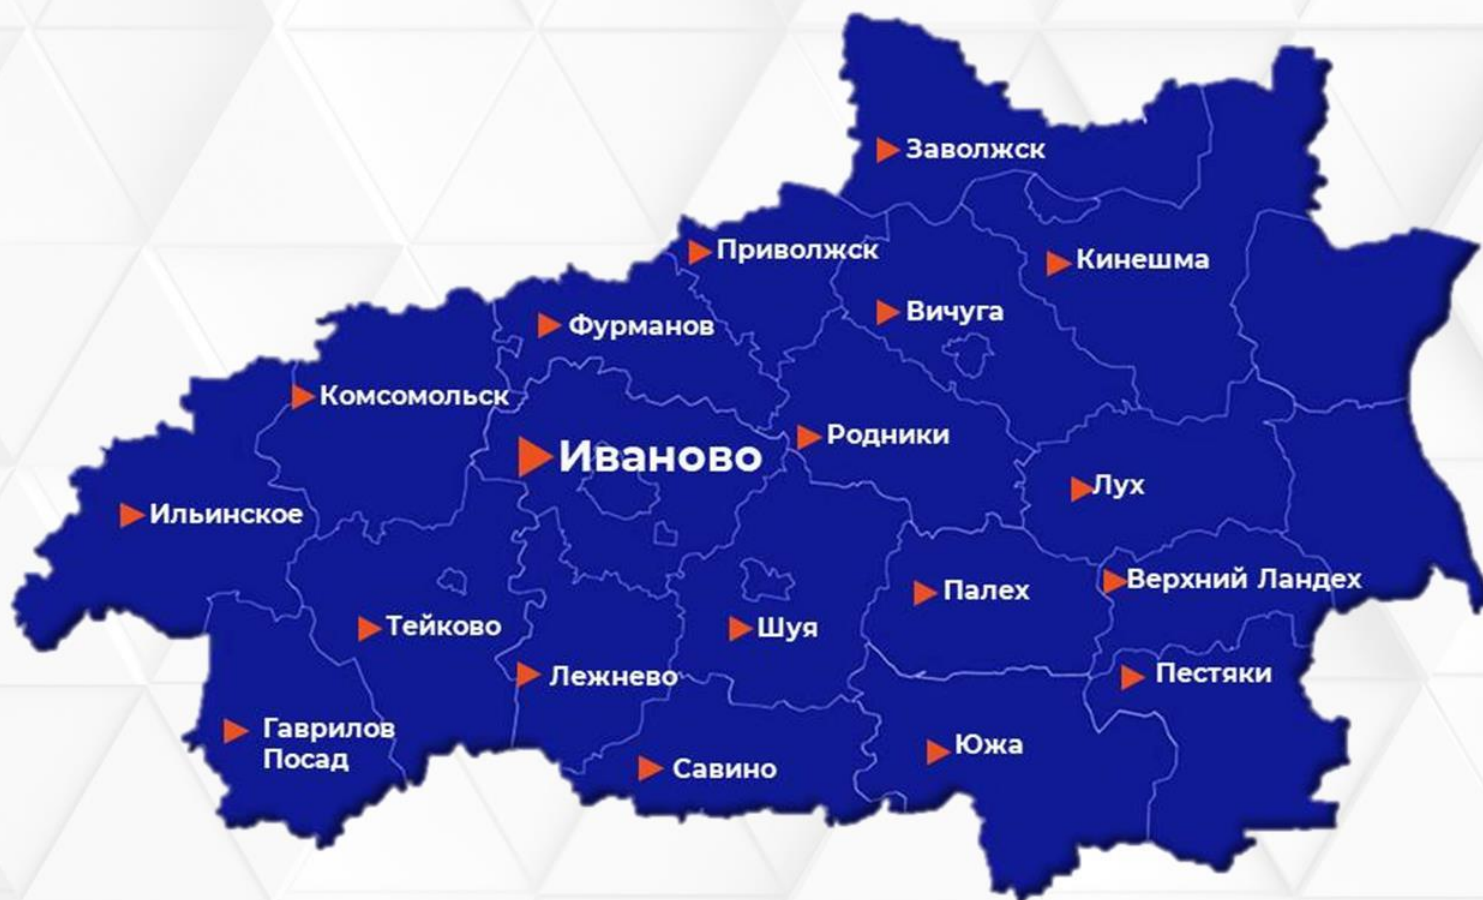 Заволжск
Приволжск
Кинешма
Вичуга
Фурманов
Комсомольск
Родники
Иваново
Лух
Ильинское
Верхний Ландех
Палех
Тейково
Шуя
Пестяки
Лежнево
Гаврилов
Посад
Южа
Савино